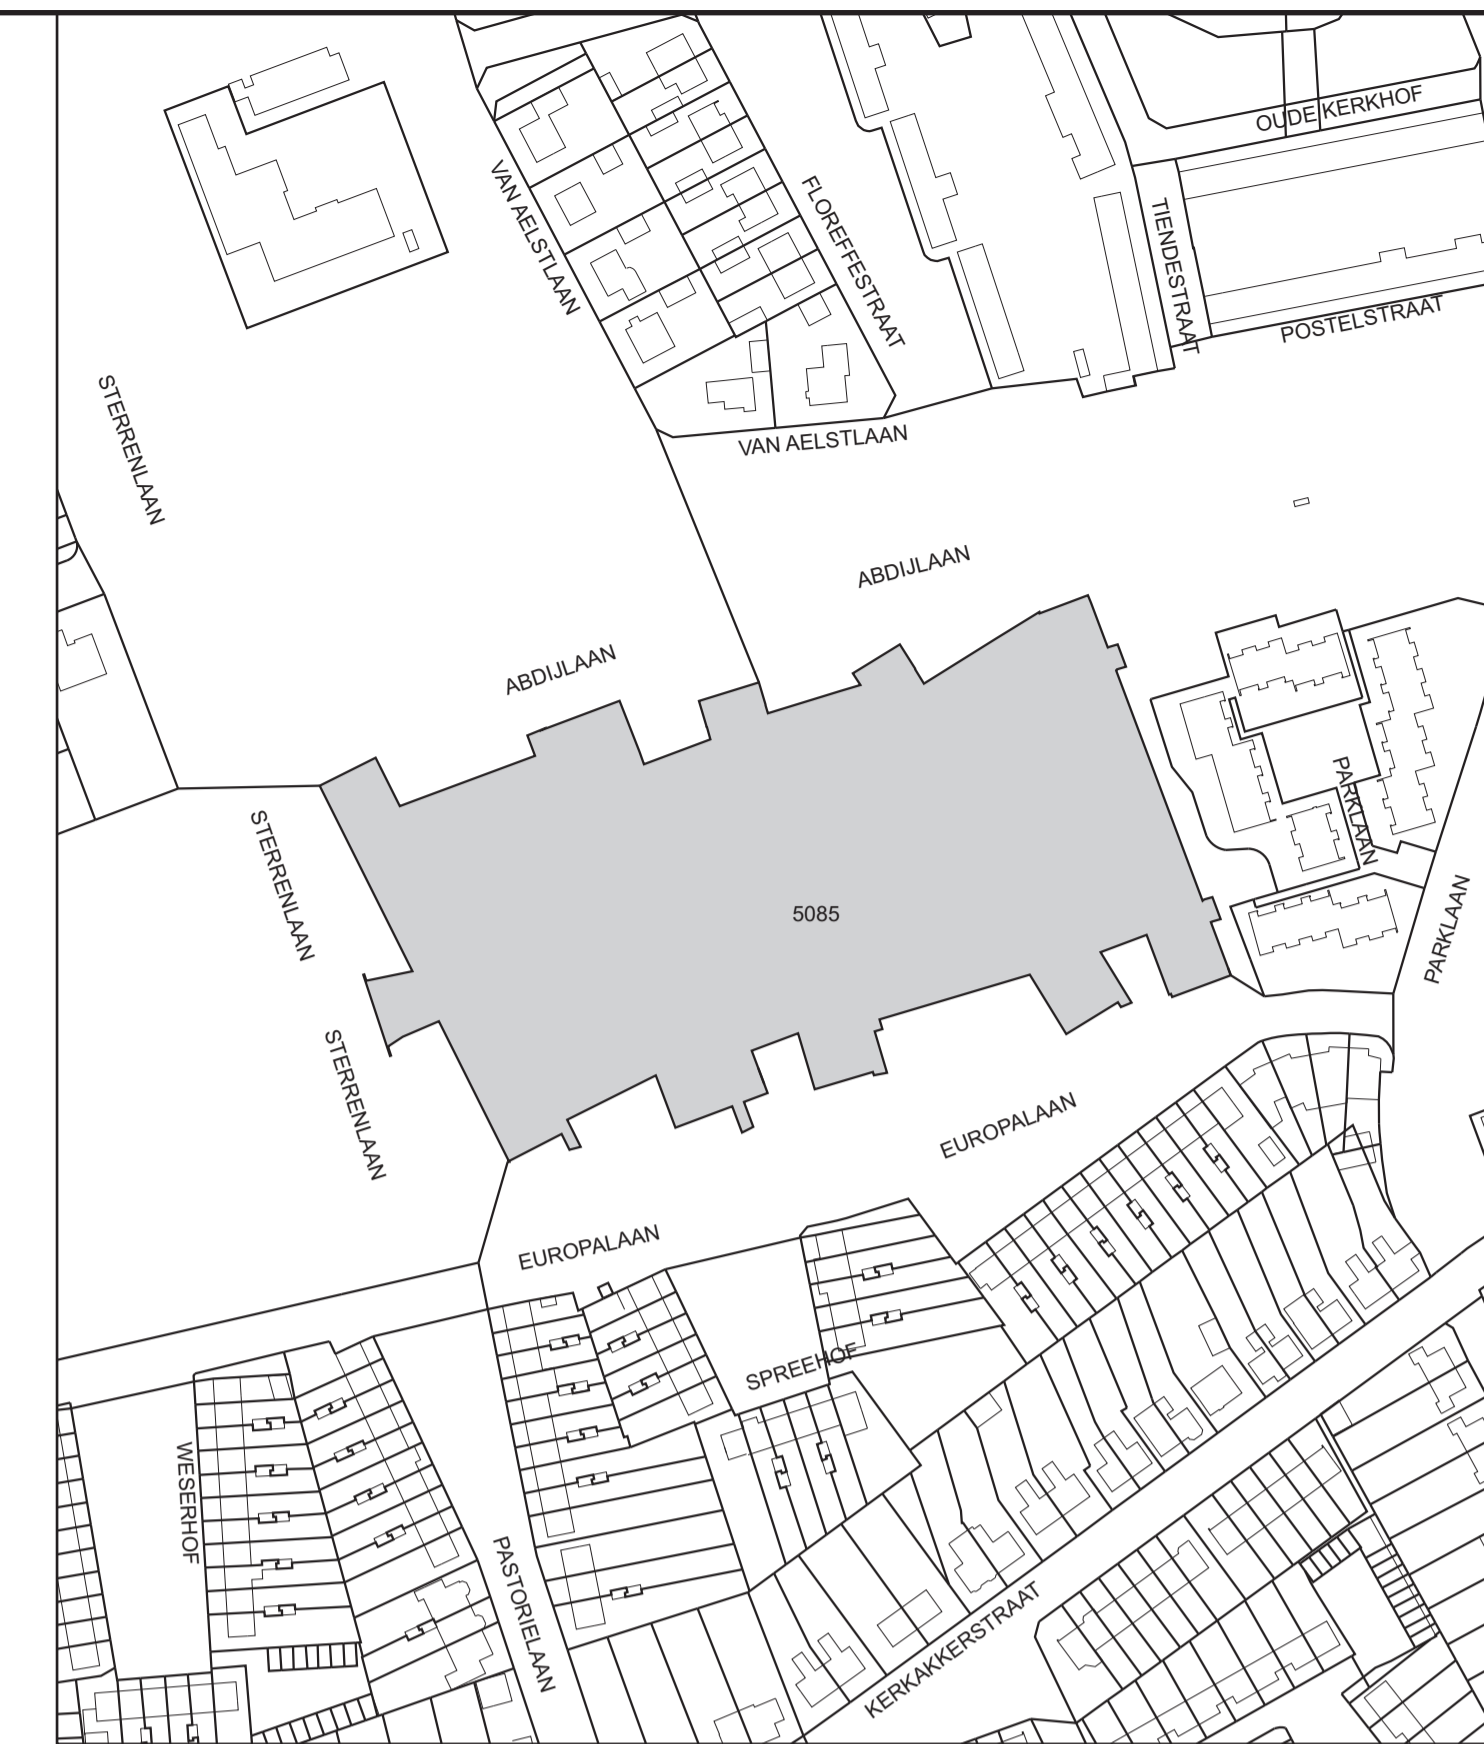 OUDE KERKHOF
VAN AELSTLAAN
FLOREFFESTRAAT
TIENDESTRAAT
POSTELSTRAAT
STERRENLAAN
VAN AELSTLAAN
ABDIJLAAN
ABDIJLAAN
PARKLAAN
STERRENLAAN
5085
PARKLAAN
STERRENLAAN
EUROPALAAN
EUROPALAAN
SPREEHOF
WESERHOF
PASTORIELAAN
KERKAKKERSTRAAT